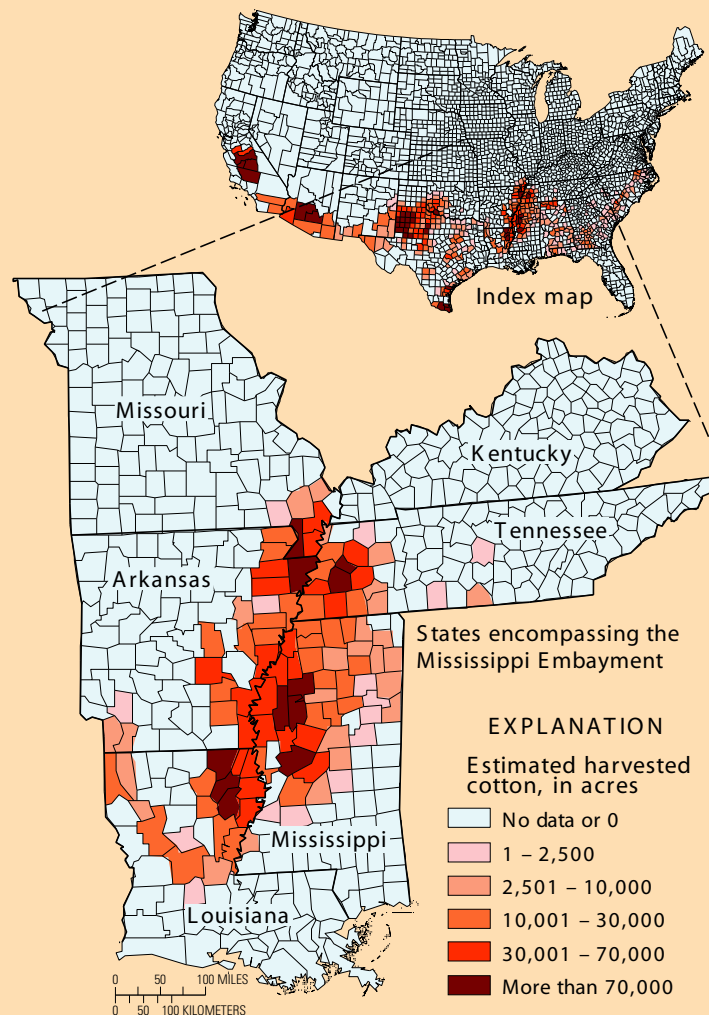 Index map
Missouri
Kentucky
Tennessee
Arkansas
States encompassing the
Mississippi Embayment
EXPLANATION
Estimated harvested
cotton, in acres
No data or 0
1 – 2,500
2,501 – 10,000
10,001 – 30,000
30,001 – 70,000
More than 70,000
Mississippi
Louisiana
0 50 100 MILES
0 50 100 KILOMETERS